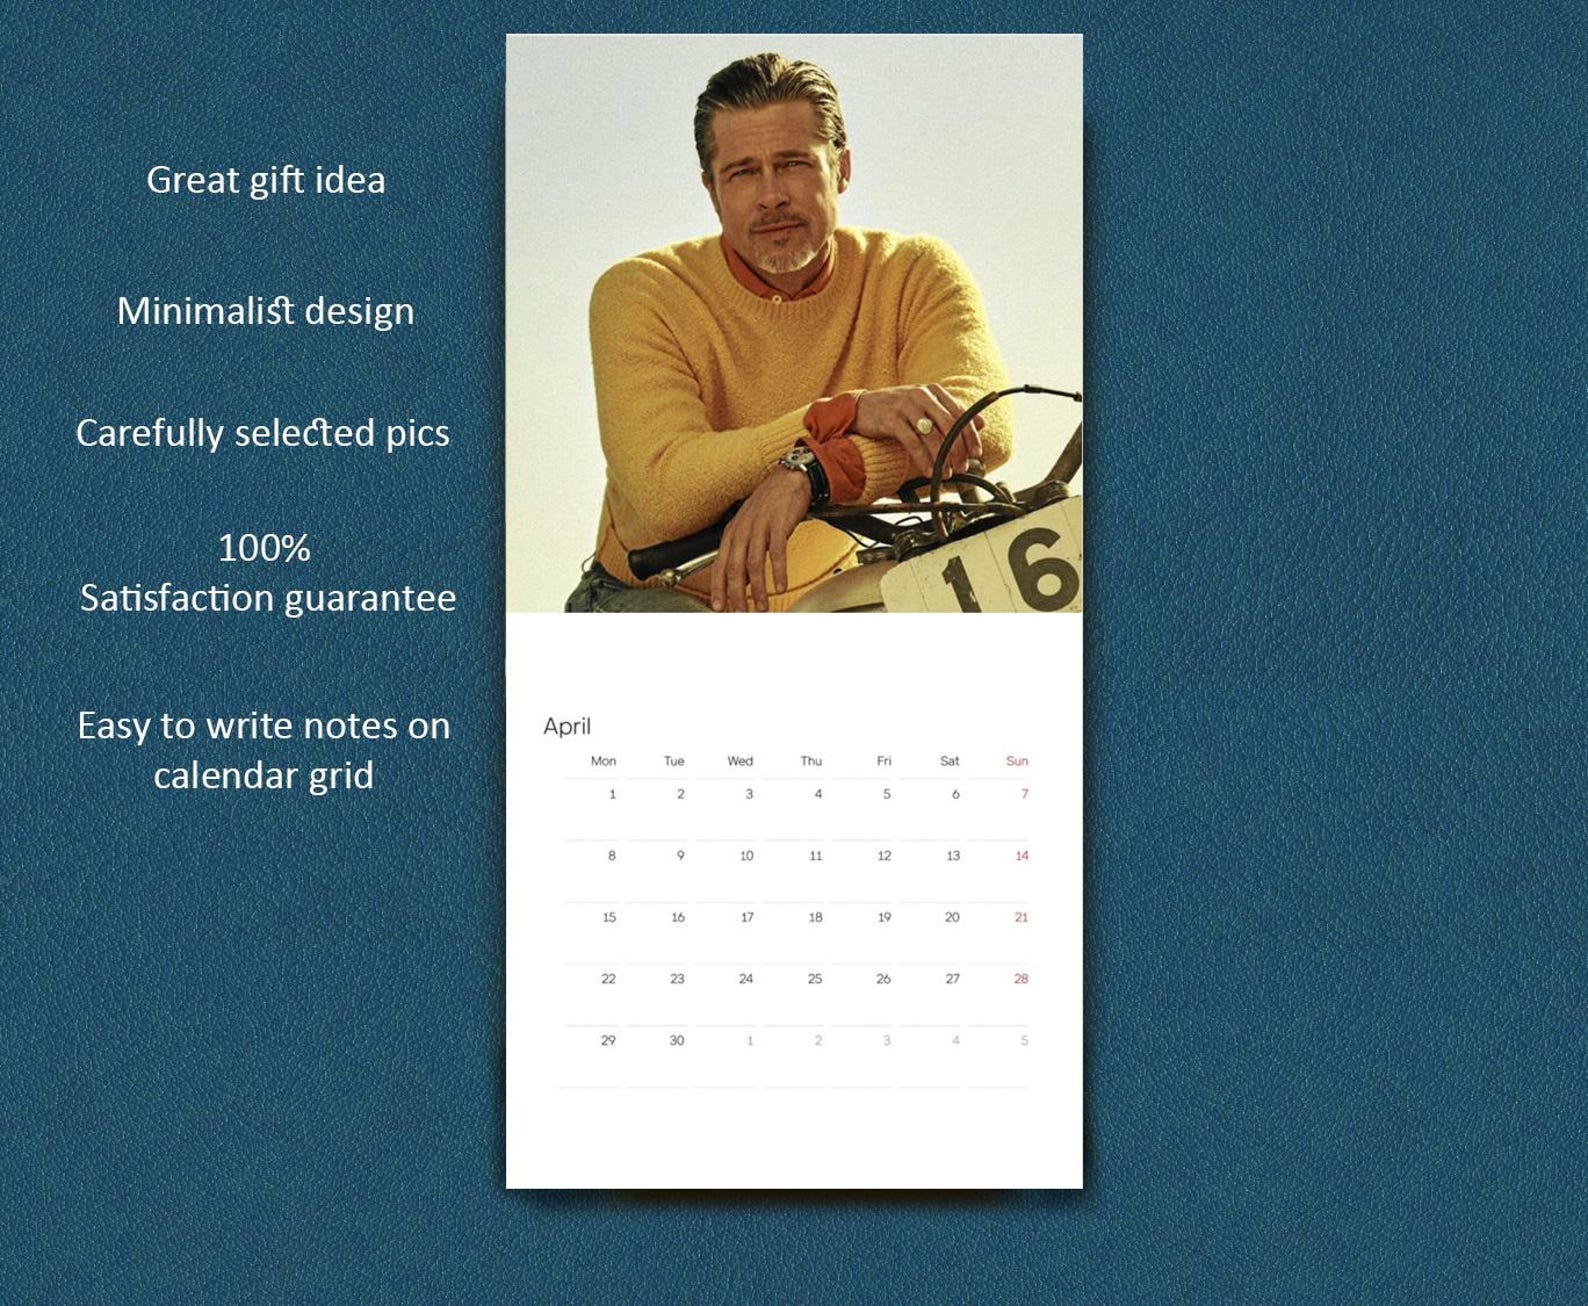 Great gift idea
Minimalist design
Carefully selected pics
100%
Satisfaction guarantee
Easy to write notes on
calendar grid
16
April
Mon Tue Wed Thu Fri Sat Sun
1 2 3 4 5 6 7
8 9 10 11 12 13 14
15 16 17 18 19 20 21
22 23 24 25 26 27 28
29 30 1 2 3 4 5